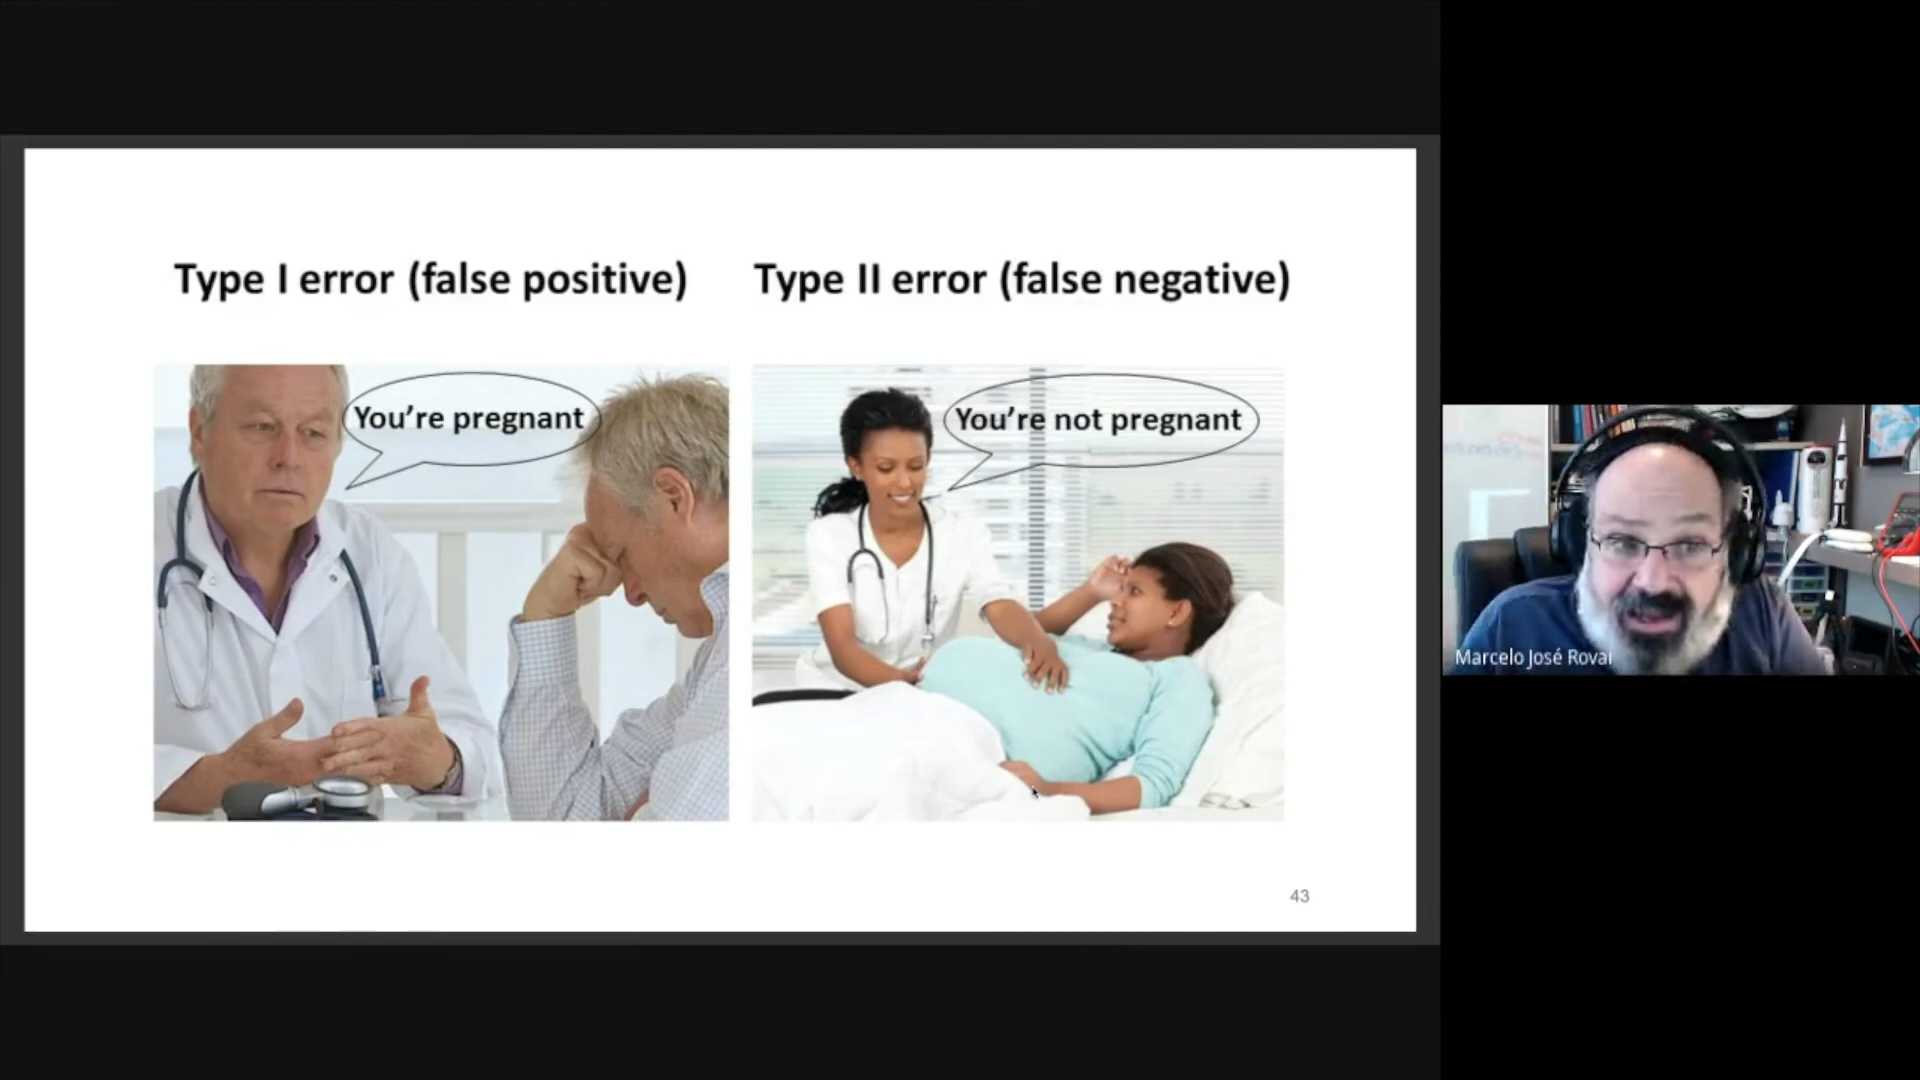 Type I error (false positive)
Type II error (false negative)
You're pregnant
You're not pregnant
43
Marcelo José Rovai